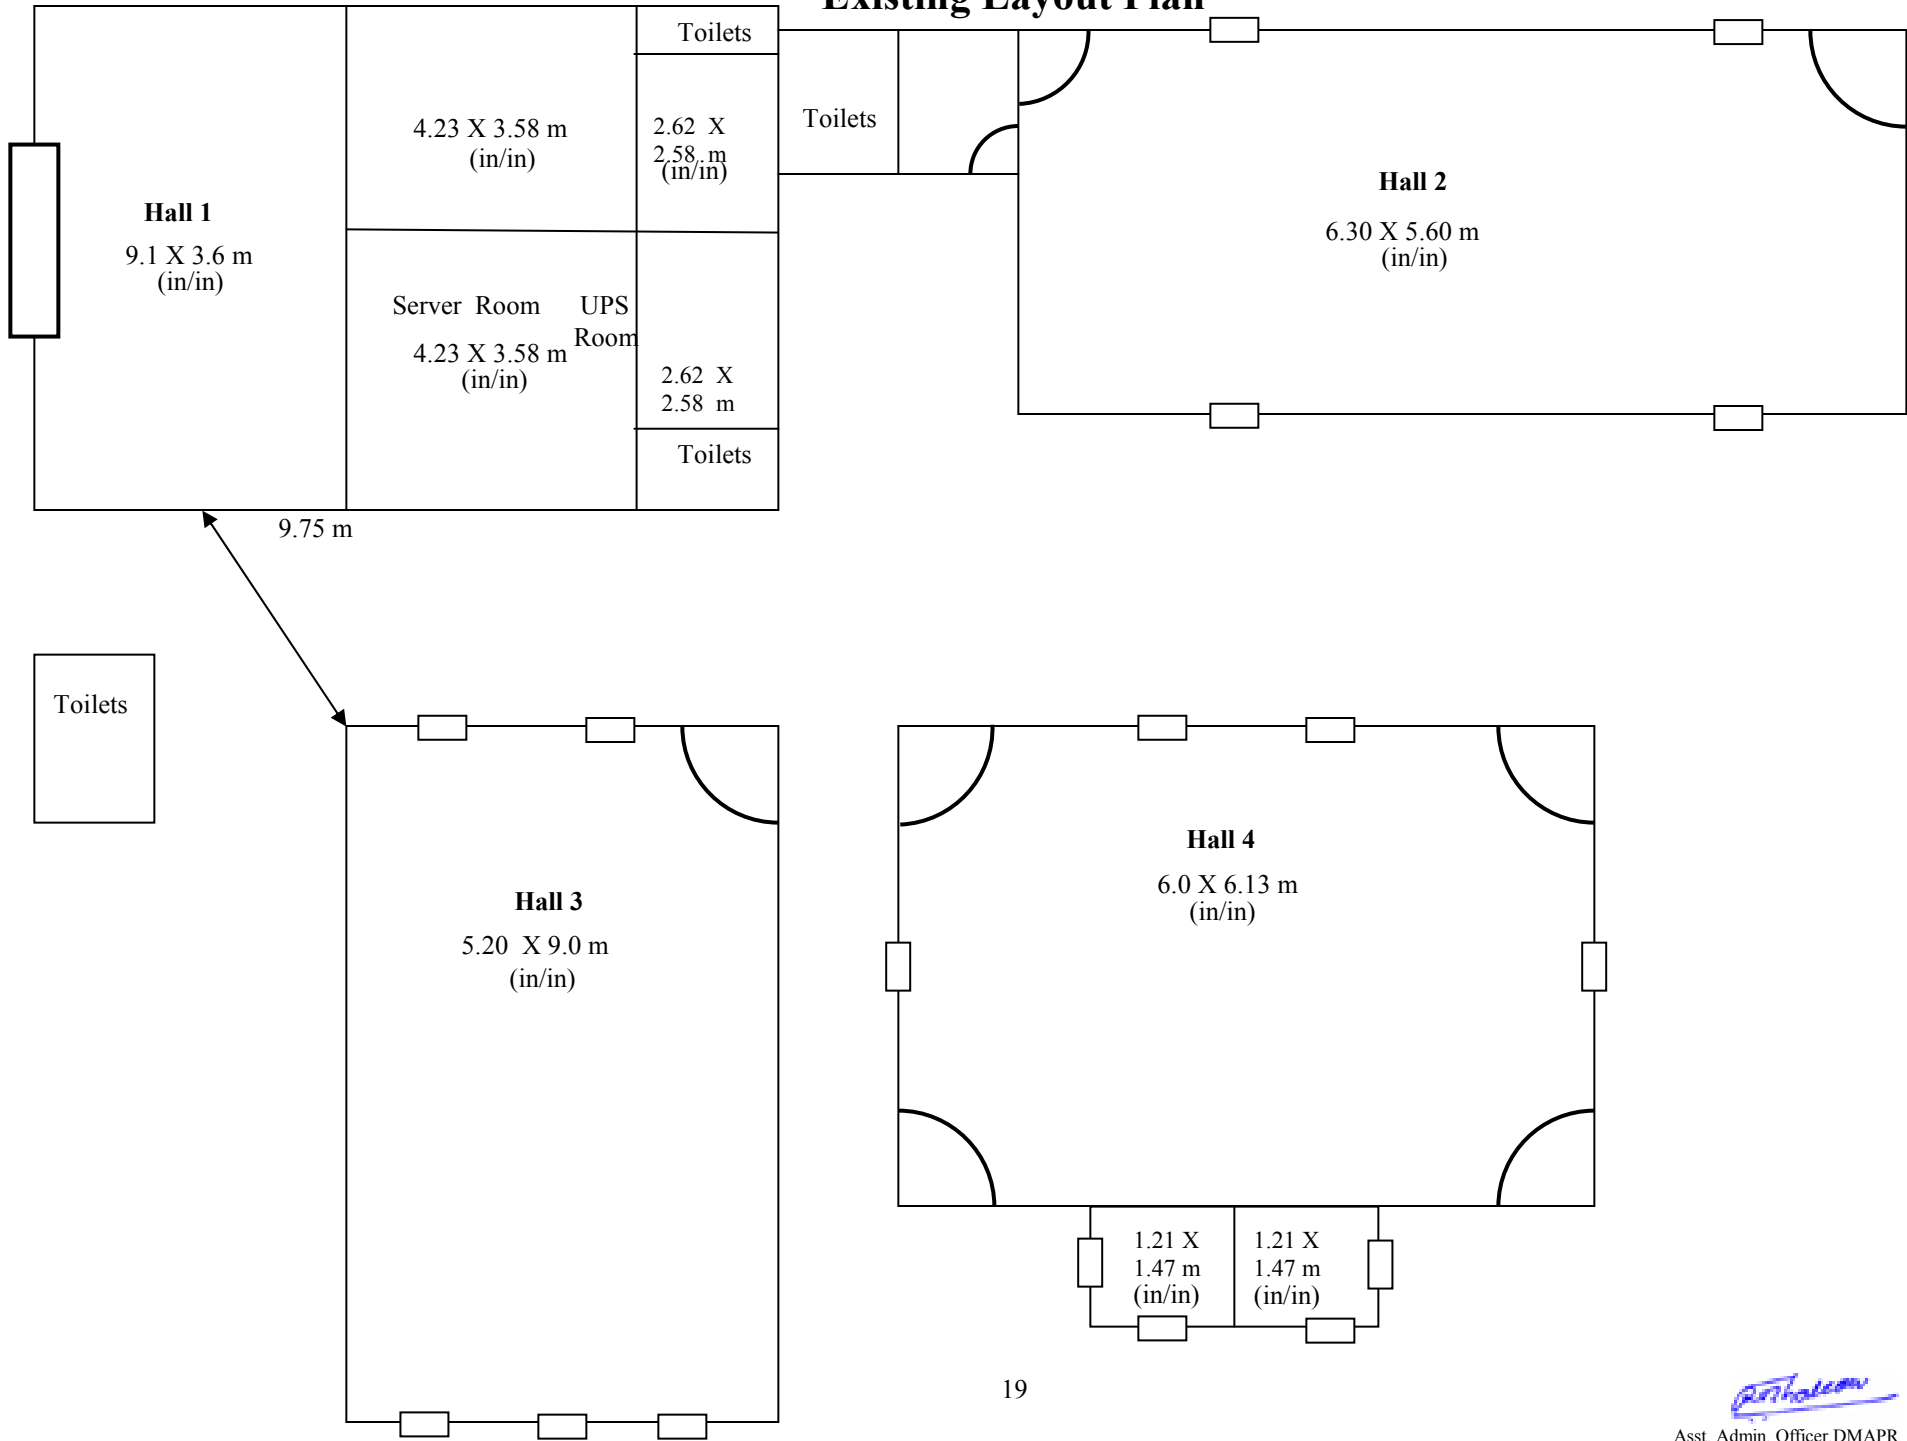 Existing Layout Plan
Toilets
4.23 X 3.58 m
(in/in)
2.62 X
2.58 m
(in/in)
Toilets
Hall 1
9.1 X 3.6 m
(in/in)
Hall 2
6.30 X 5.60 m
(in/in)
Server Room UPS
Room
4.23 X 3.58 m
(in/in)
2.62 X
2.58 m
Toilets
9.75 m
Toilets
Hall 3
5.20 X 9.0 m
(in/in)
Hall 4
6.0 X 6.13 m
(in/in)
1.21 X
1.47 m
(in/in)
1.21 X
1.47 m
(in/in)
19
Asst. Admin. Officer DMAPR